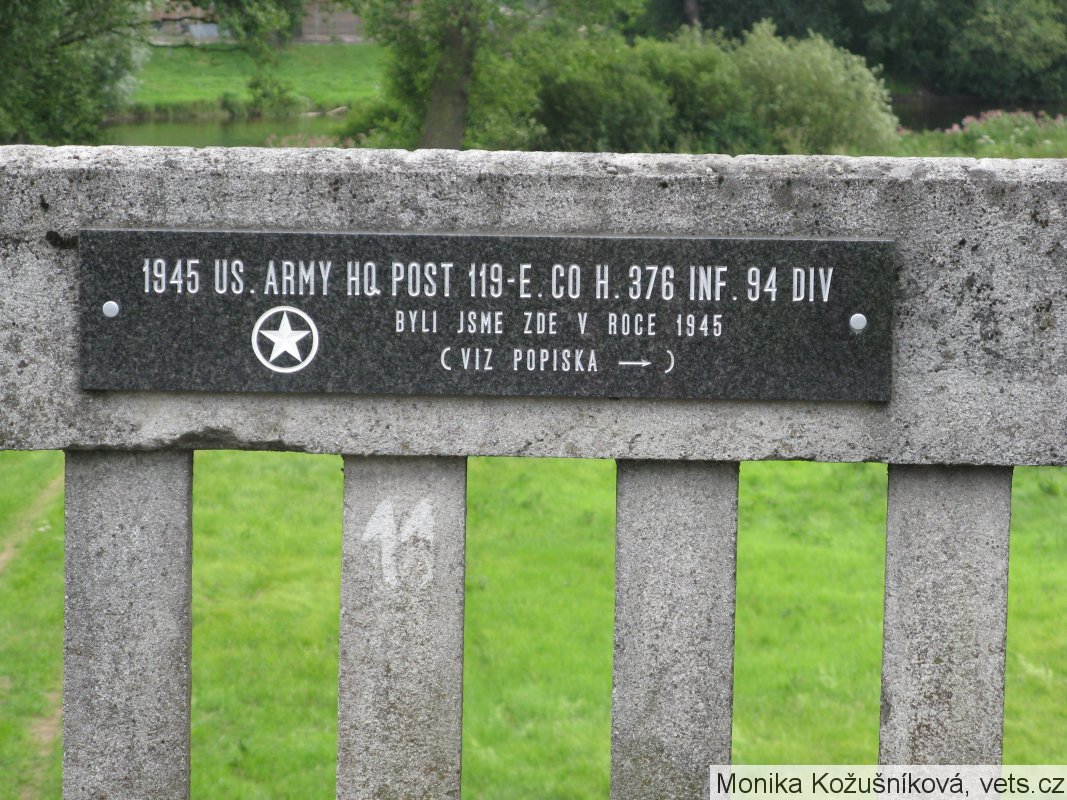 1945 US. ARMY HQ POST 119-E. CO H. 376 INF. 94 DIV
BYLI JSME ZDE V ROCE 1945
(VIZ POPISKA →)
11
Monika Kožušníková, vets.cz